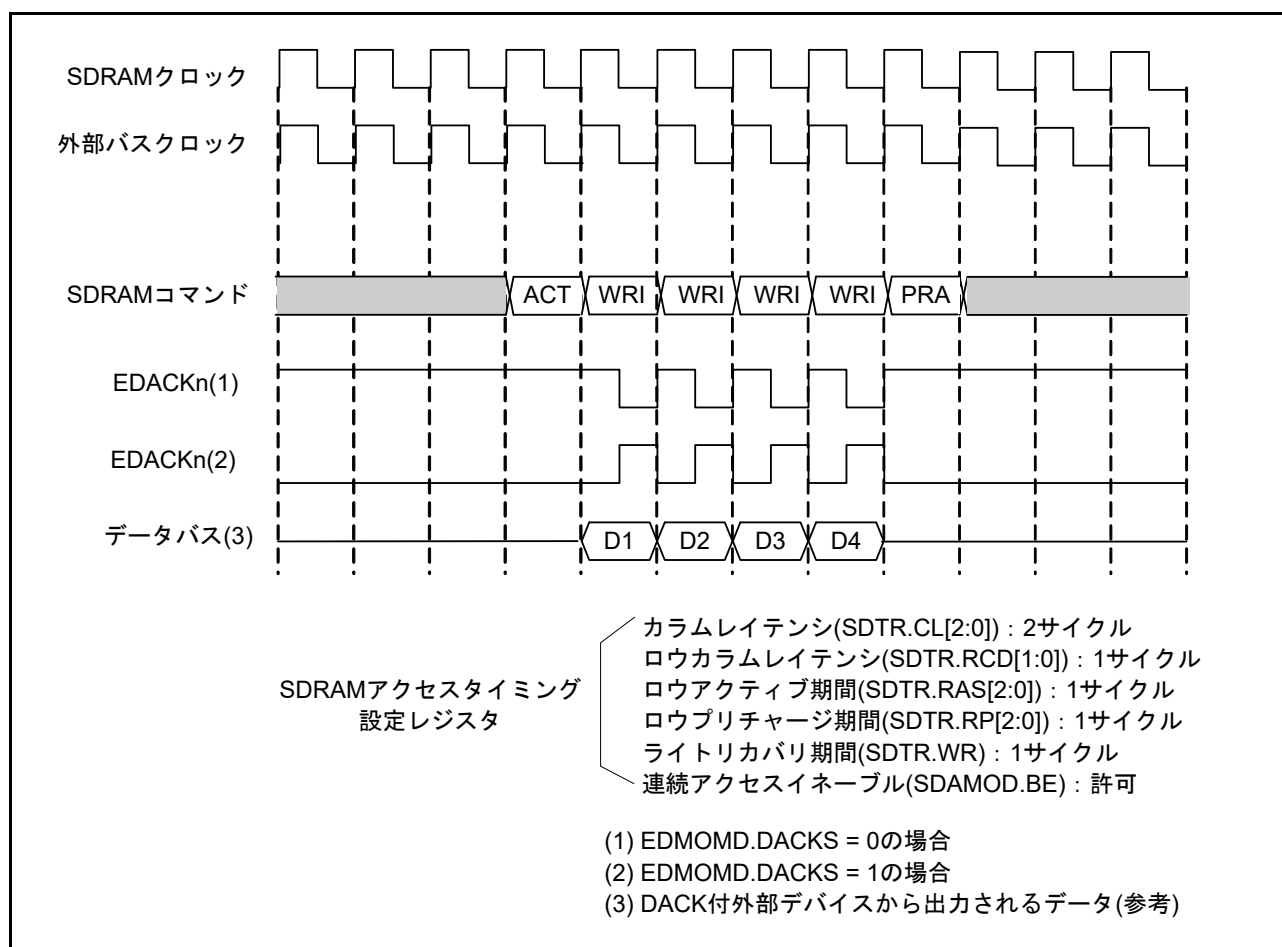 SDRAMクロック
外部バスクロック
SDRAMコマンド
ACT WRI WRI WRI WRI PRA
EDACKn(1)
EDACKn(2)
データバス(3)
D1 D2 D3 D4
SDRAMアクセスタイミング
設定レジスタ
カラムレイテンシ(SDTR.CL[2:0])：2サイクル
ロウカラムレイテンシ(SDTR.RCD[1:0])：1サイクル
ロウアクティブ期間(SDTR.RAS[2:0])：1サイクル
ロウプリチャージ期間(SDTR.RP[2:0])：1サイクル
ライトリカバリ期間(SDTR.WR)：1サイクル
連続アクセスイネーブル(SDAMOD.BE)：許可
(1) EDMOMD.DACKS = 0の場合
(2) EDMOMD.DACKS = 1の場合
(3) DACK付外部デバイスから出力されるデータ(参考)